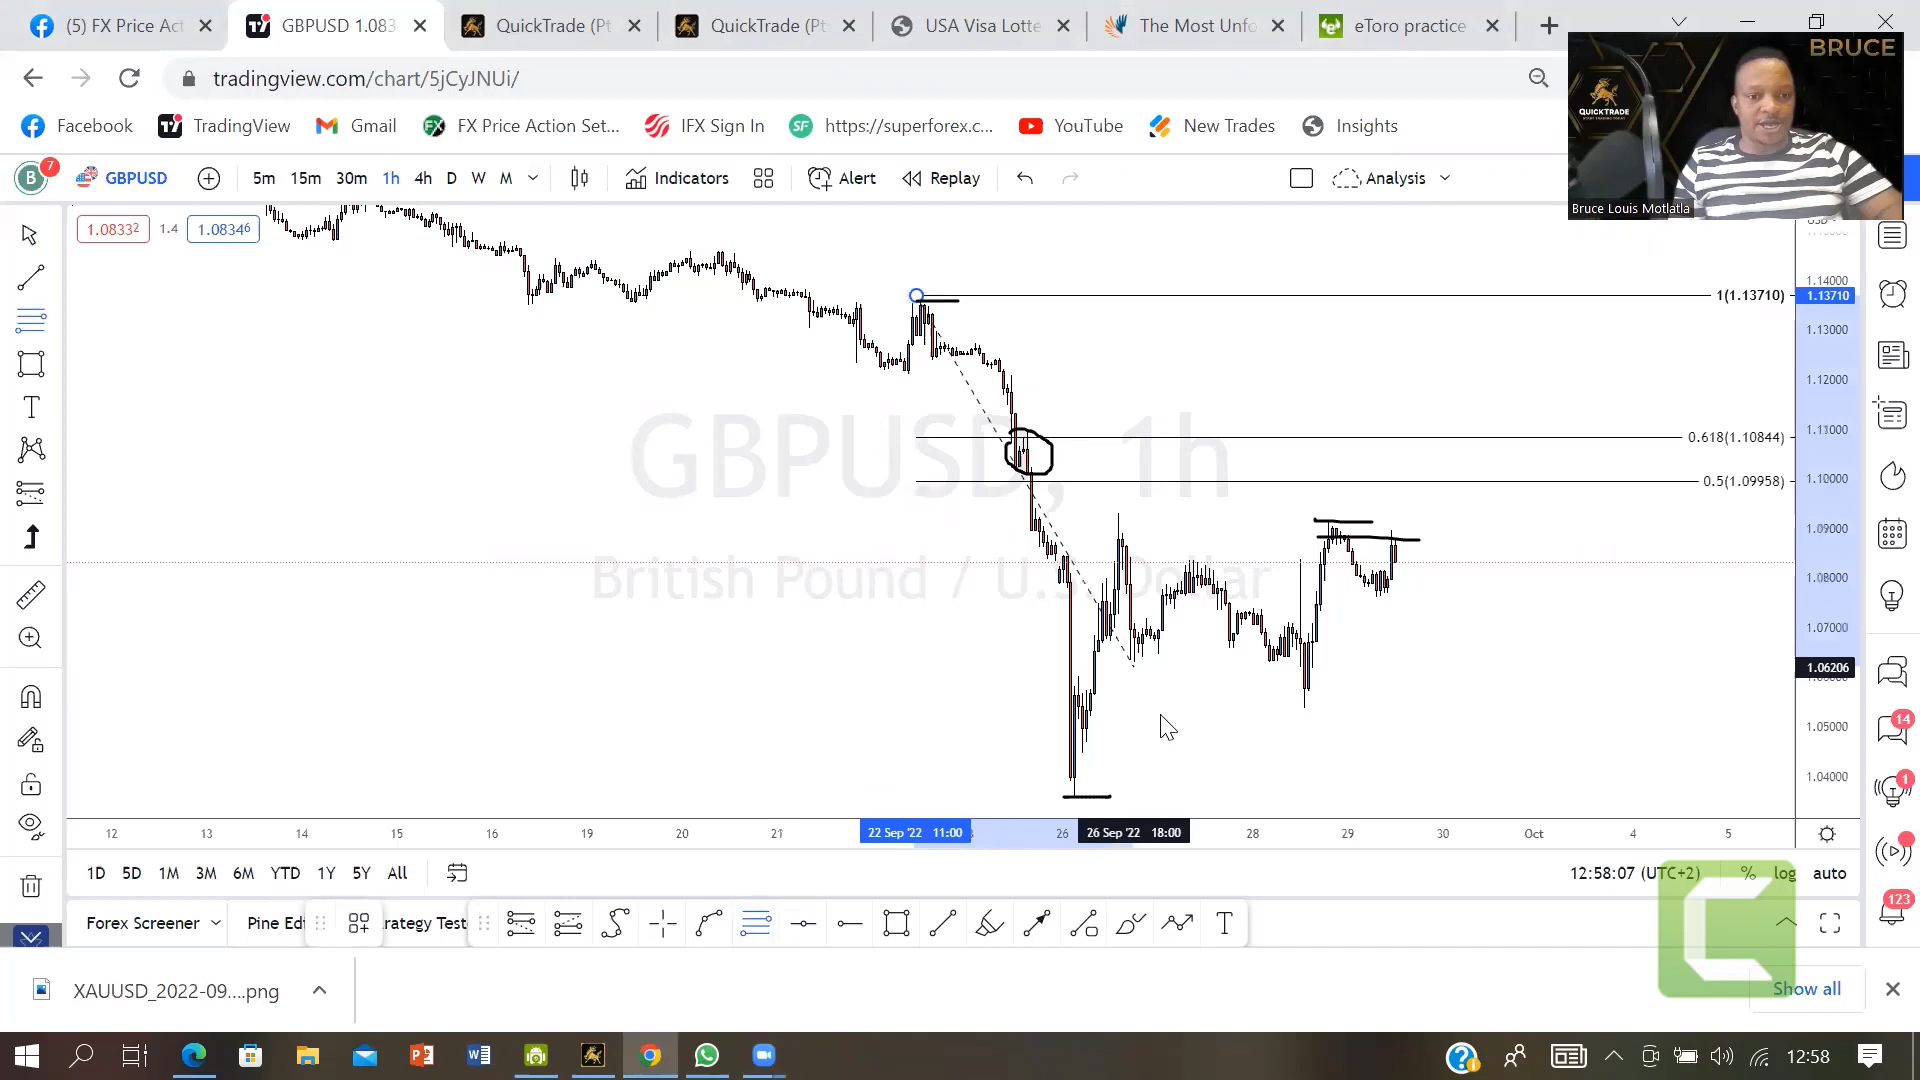 (5) FX Price Act
GBPUSD 1.083
QuickTrade (Pt
QuickTrade (Pt
USA Visa Lotte
The Most Unfo
eToro practice
tradingview.com/chart/5jCyJNUi/
BRUCE
QUICKTRADE
Bruce Louis Motlatla
Facebook
TradingView
Gmail
FX Price Action Set...
IFX Sign In
SF
https://superforex.c...
YouTube
New Trades
Insights
B
7
GBPUSD
5m 15m 30m 1h 4h D W M
Indicators
Alert
Replay
Analysis
1.08332
1.4
1.08346
GBPUSD, 1h
British Pound / U.S. Dollar
1(1.13710)
0.618(1.10844)
0.5(1.09958)
1.14000
1.13710
1.13000
1.12000
1.11000
1.10000
1.09000
1.08000
1.07000
1.06206
1.05000
1.04000
12 13 14 15 16 19 20 21 22 Sep '22 11:00 26 26 Sep '22 18:00 28 29 30 Oct 4 5
1D 5D 1M 3M 6M YTD 1Y 5Y All
12:58:07 (UTC+2) % log auto
14
1
123
Forex Screener
Pine Edi
rategy Test
XAUUSD_2022-09....png
Show all
12:58